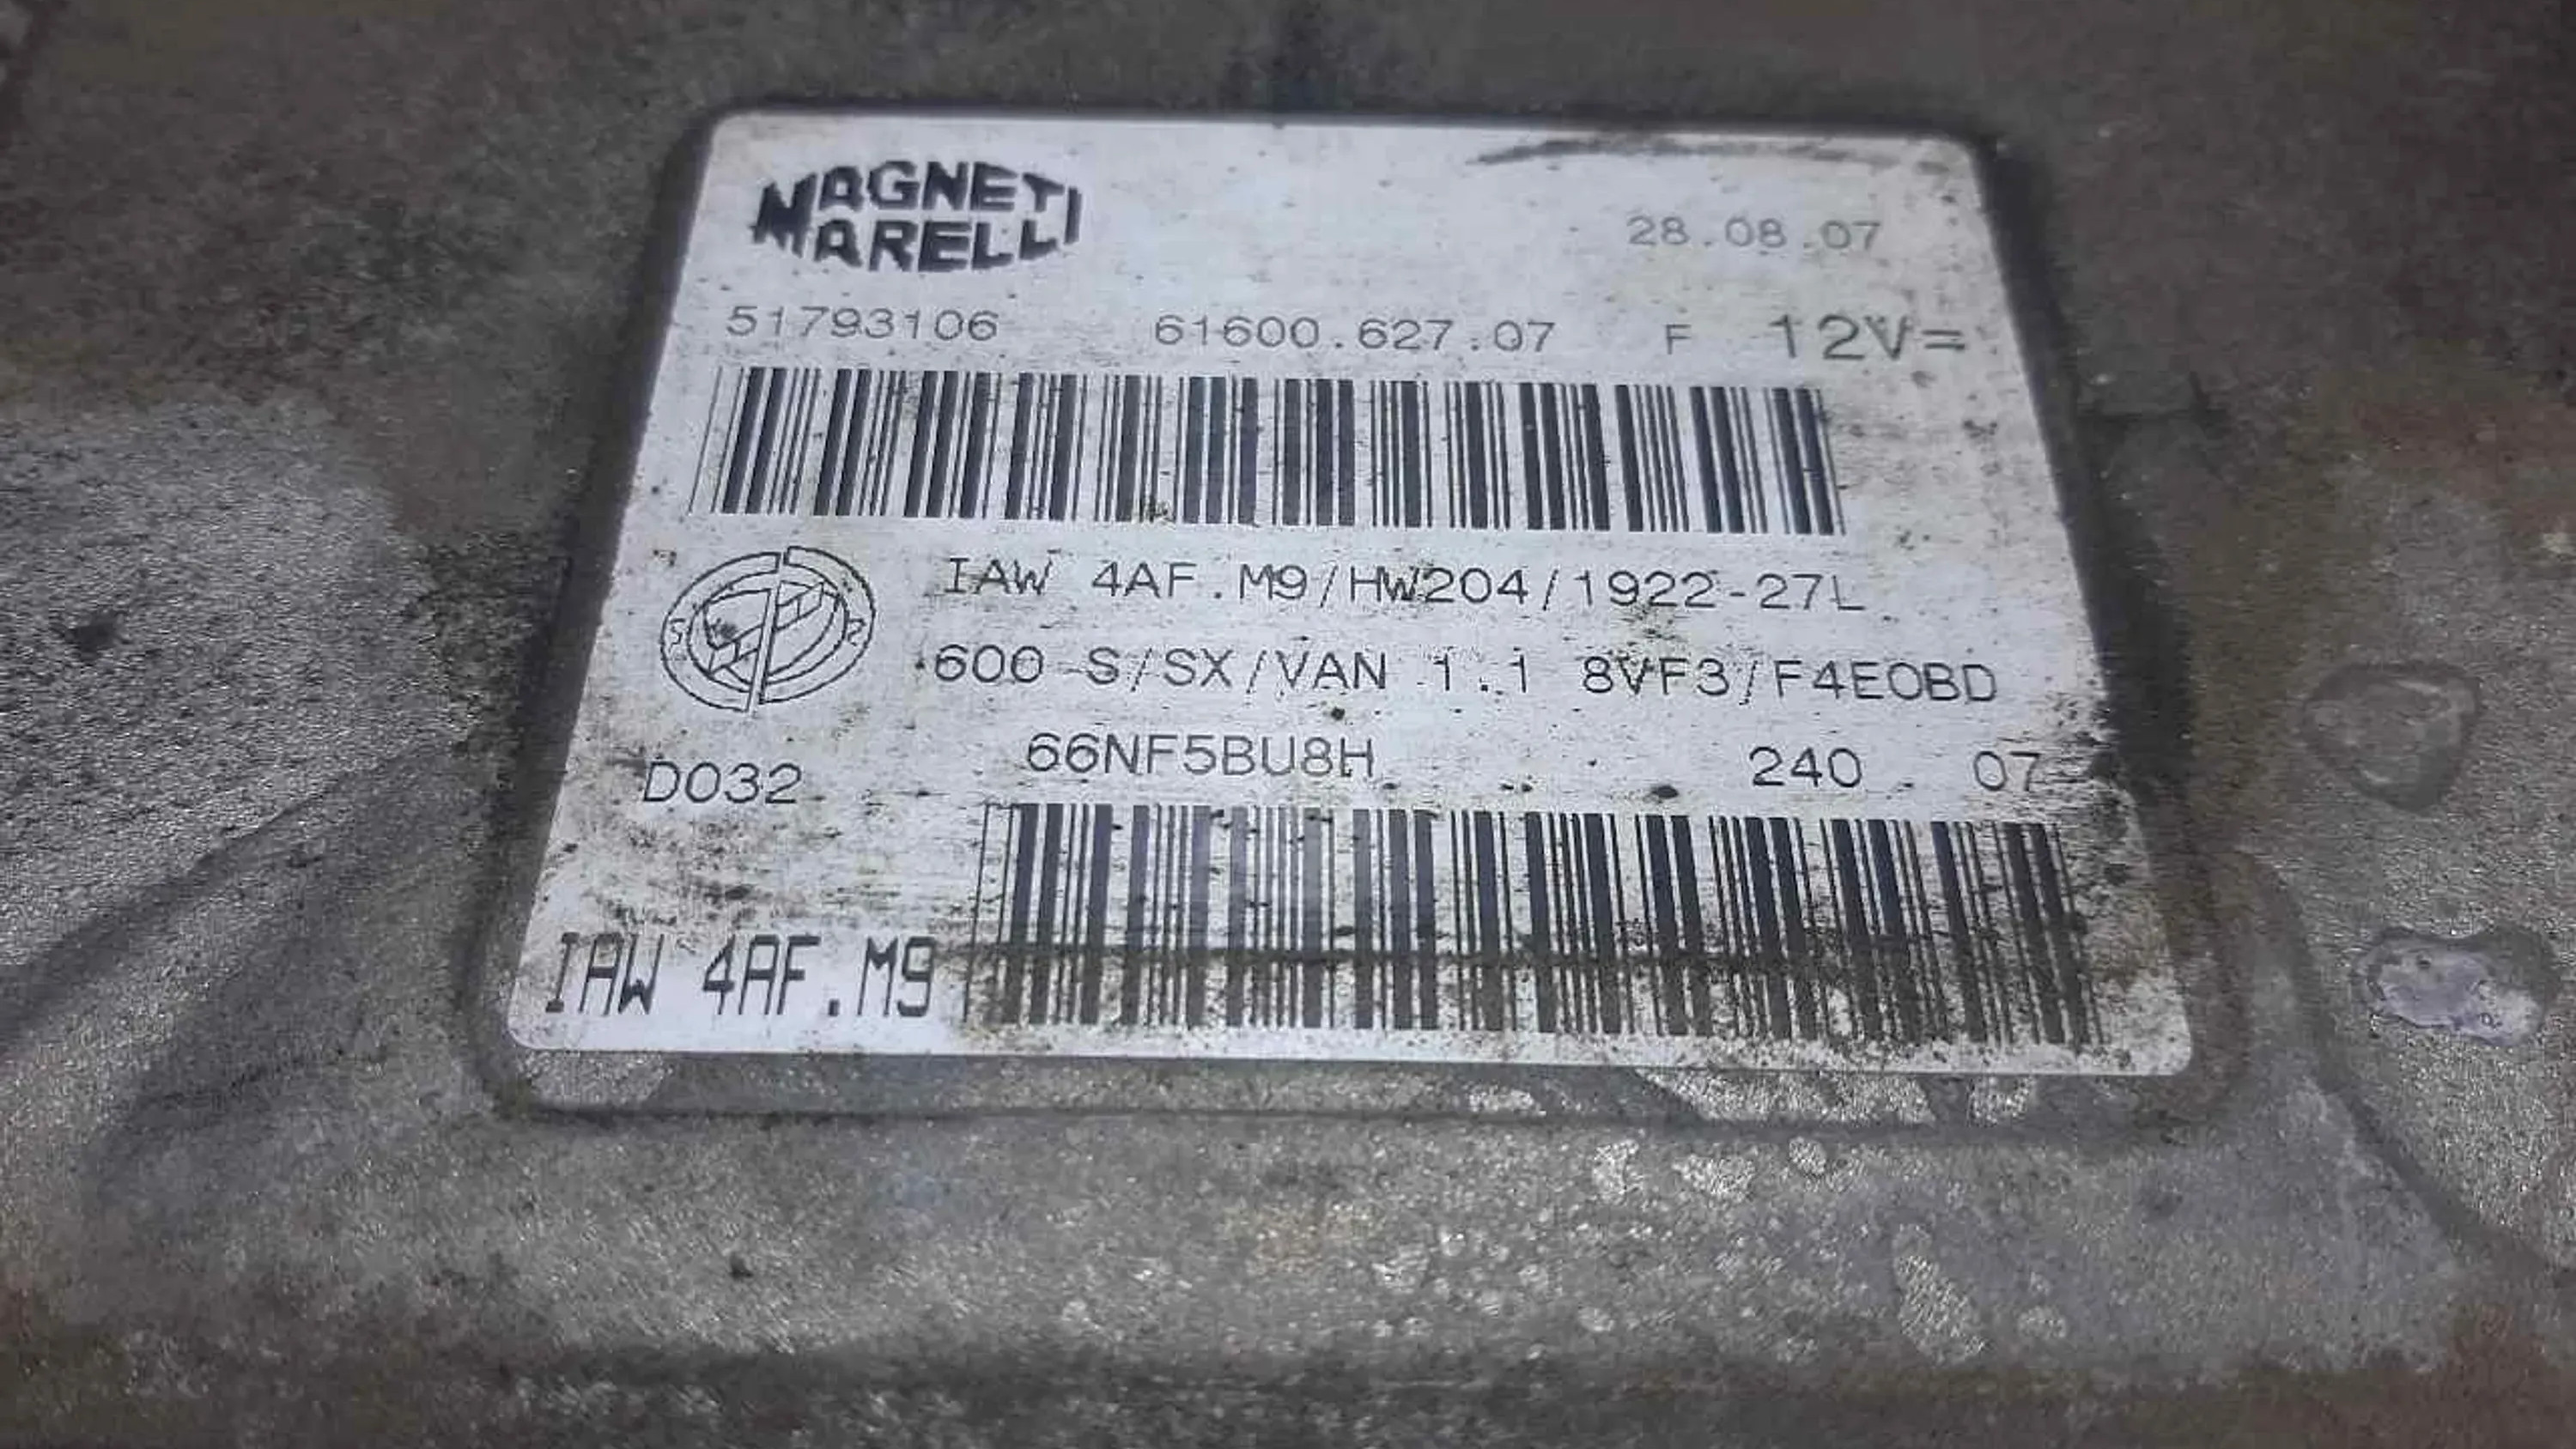 MAGNETI
MARELLI
28.08.07
51793106 61600.627.07 F 12V=
IAW 4AF.M9/HW204/1922-27L
600 S/SX/VAN 1.1 8VF3/F4EOBD
D032 66NF5BU8H 240 07
IAW 4AF.M9